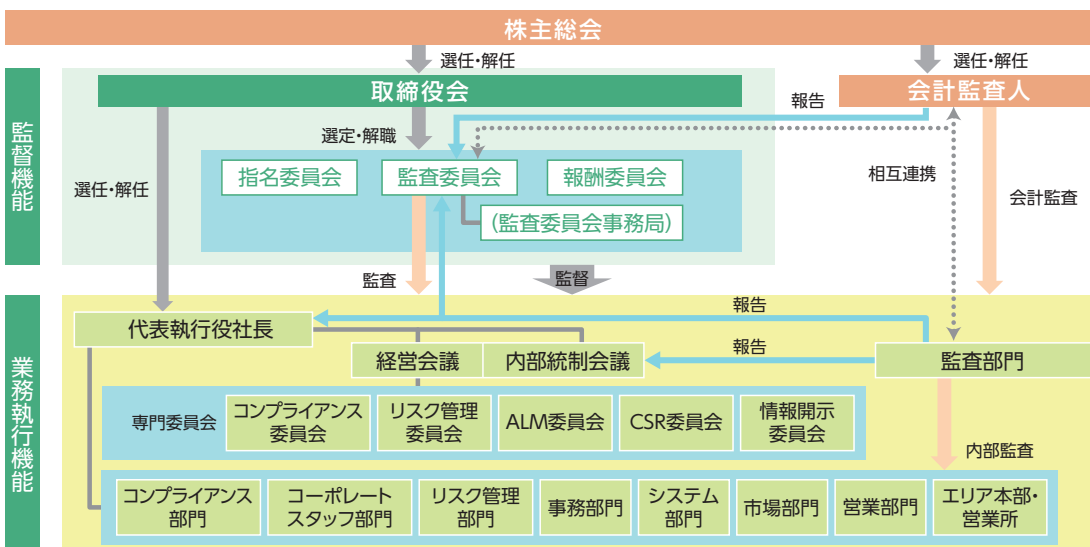 株主総会
選任・解任
選任・解任
監督機能
取締役会
会計監査人
報告
選定・解職
選任・解任
指名委員会
監査委員会
報酬委員会
(監査委員会事務局)
相互連携
会計監査
監査
監督
業務執行機能
代表執行役社長
報告
経営会議
内部統制会議
報告
監査部門
専門委員会
コンプライアンス
委員会
リスク管理
委員会
ALM委員会
CSR委員会
情報開示
委員会
内部監査
コンプライアンス
部門
コーポレート
スタッフ部門
リスク管理
部門
事務部門
システム
部門
市場部門
営業部門
エリア本部・
営業所